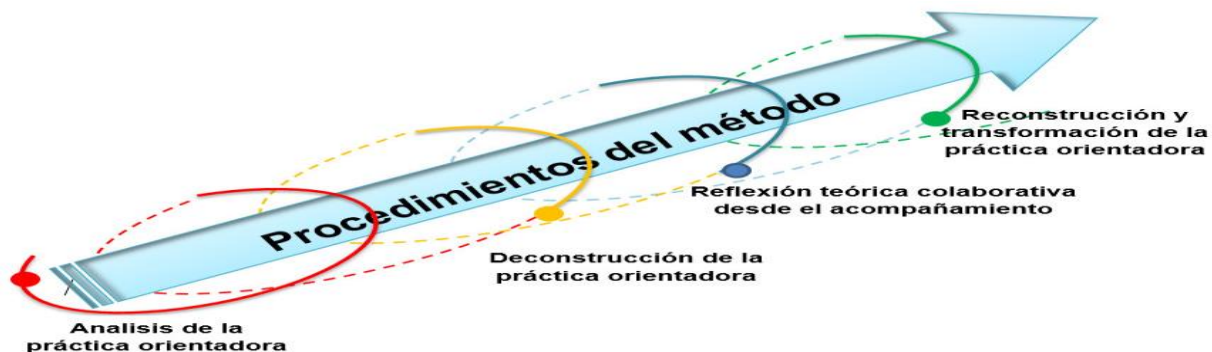 Procedimientos del método
Analisis de la
práctica orientadora
Deconstrucción de la
práctica orientadora
Reflexión teórica colaborativa
desde el acompañamiento
Reconstrucción y
transformación de la
práctica orientadora